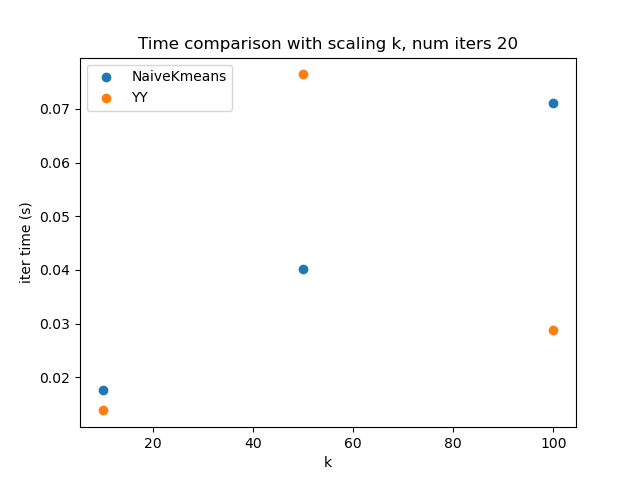 Time comparison with scaling k, num iters 20
NaiveKmeans
YY
iter time (s)
0.07
0.06
0.05
0.04
0.03
0.02
20
40
60
80
100
k